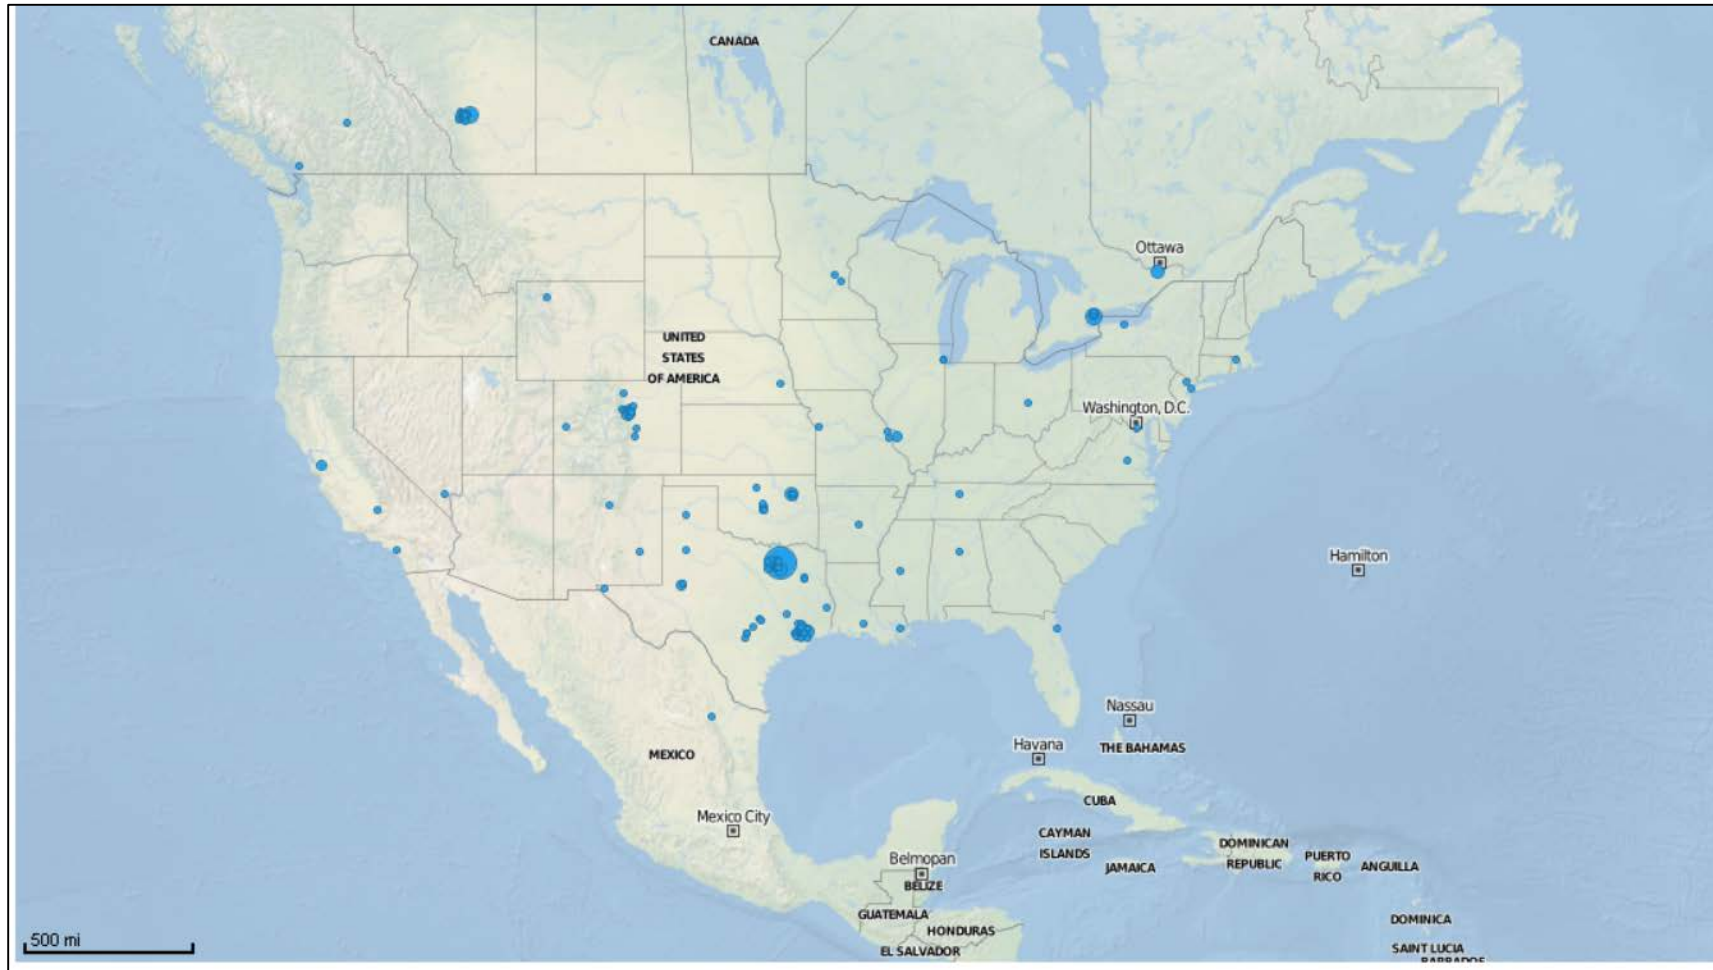 CANADA
Ottawa
UNITED
STATES
OF AMERICA
Washington, D.C.
Hamilton
Nassau
THE BAHAMAS
Havana
MEXICO
CUBA
Mexico City
CAYMAN
ISLANDS
JAMAICA
DOMINICAN
REPUBLIC
PUERTO
RICO
ANGUILLA
Belmopan
BELIZE
GUATEMALA
HONDURAS
EL SALVADOR
DOMINICA
SAINT LUCIA
BARBADOS
500 mi